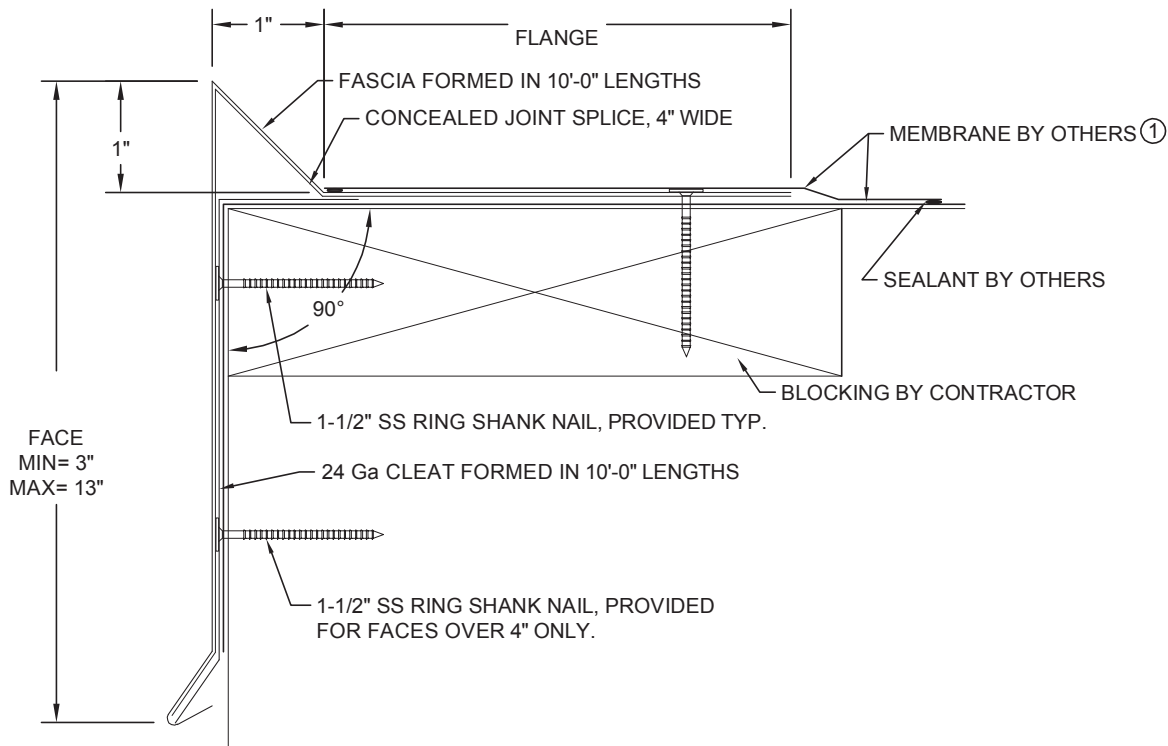 1"
FLANGE
FASCIA FORMED IN 10'-0" LENGTHS
CONCEALED JOINT SPLICE, 4" WIDE
MEMBRANE BY OTHERS 1
1"
SEALANT BY OTHERS
90°
BLOCKING BY CONTRACTOR
1-1/2" SS RING SHANK NAIL, PROVIDED TYP.
FACE
MIN= 3"
MAX= 13"
24 Ga CLEAT FORMED IN 10'-0" LENGTHS
1-1/2" SS RING SHANK NAIL, PROVIDED
FOR FACES OVER 4" ONLY.